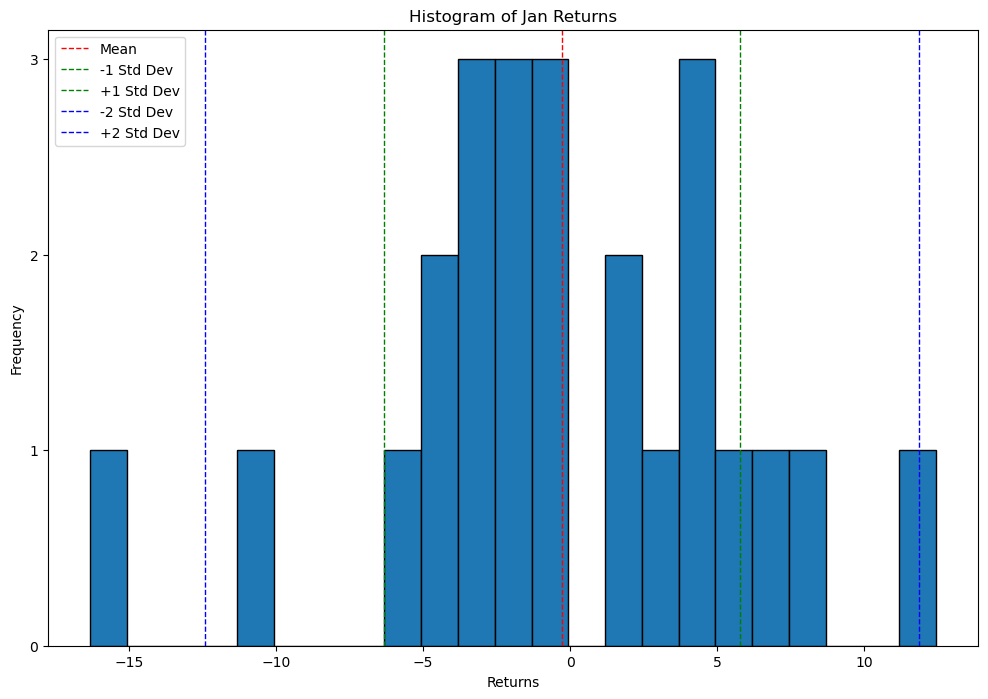 Histogram of Jan Returns
Mean
-1 Std Dev
+1 Std Dev
-2 Std Dev
+2 Std Dev
3
2
1
0
Frequency
−15
−10
−5
0
5
10
Returns